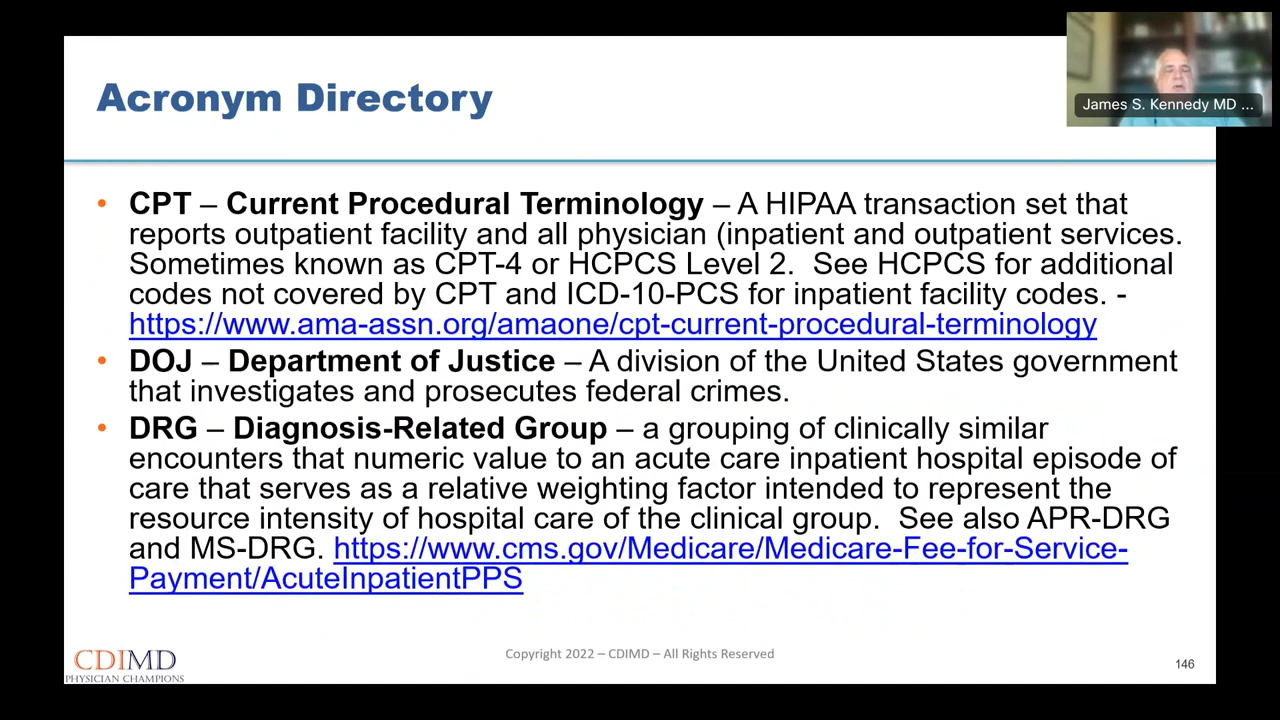 Acronym Directory
James S. Kennedy MD ...
• CPT – Current Procedural Terminology – A HIPAA transaction set that
reports outpatient facility and all physician (inpatient and outpatient services.
Sometimes known as CPT-4 or HCPCS Level 2.  See HCPCS for additional
codes not covered by CPT and ICD-10-PCS for inpatient facility codes. -
https://www.ama-assn.org/amaone/cpt-current-procedural-terminology
• DOJ – Department of Justice – A division of the United States government
that investigates and prosecutes federal crimes.
• DRG – Diagnosis-Related Group – a grouping of clinically similar
encounters that numeric value to an acute care inpatient hospital episode of
care that serves as a relative weighting factor intended to represent the
resource intensity of hospital care of the clinical group.  See also APR-DRG
and MS-DRG. https://www.cms.gov/Medicare/Medicare-Fee-for-Service-
Payment/AcuteInpatientPPS
CDIMD
PHYSICIAN CHAMPIONS
Copyright 2022 – CDIMD – All Rights Reserved
146